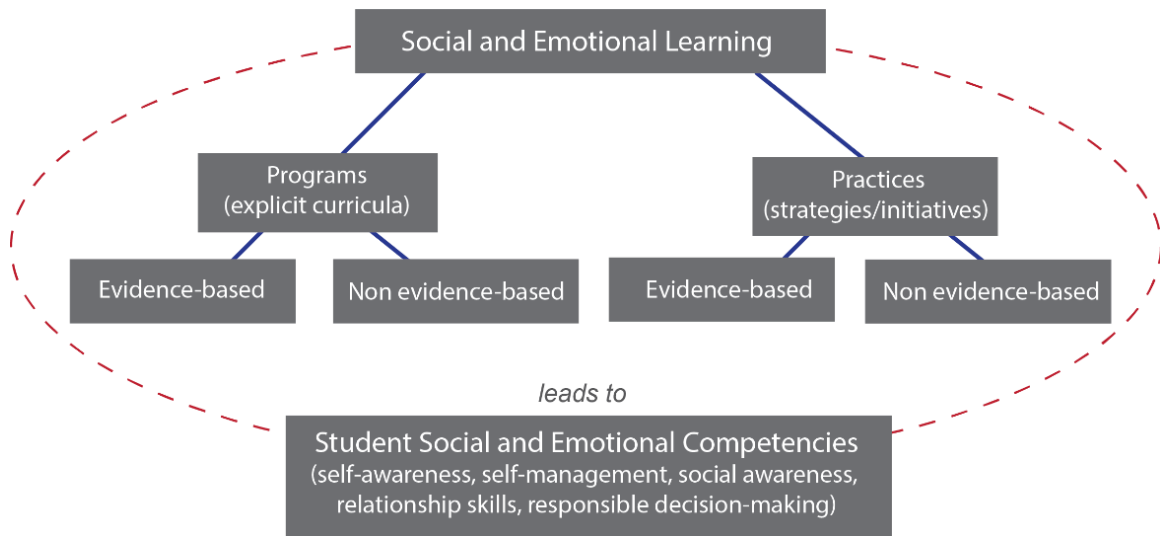 Social and Emotional Learning
Programs
(explicit curricula)
Practices
(strategies/initiatives)
Evidence-based
Non evidence-based
Evidence-based
Non evidence-based
leads to
Student Social and Emotional Competencies
(self-awareness, self-management, social awareness,
relationship skills, responsible decision-making)